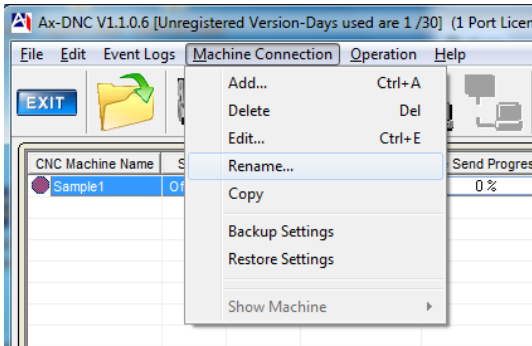 Ax-DNC V1.1.0.6 [Unregistered Version-Days used are 1 /30] (1 Port Licen
File Edit Event Logs Machine Connection Operation Help
EXIT
Add... Ctrl+A
Delete Del
Edit... Ctrl+E
Rename...
Copy
Backup Settings
Restore Settings
Show Machine
CNC Machine Name S Send Progres
Sample1 Of 0 %